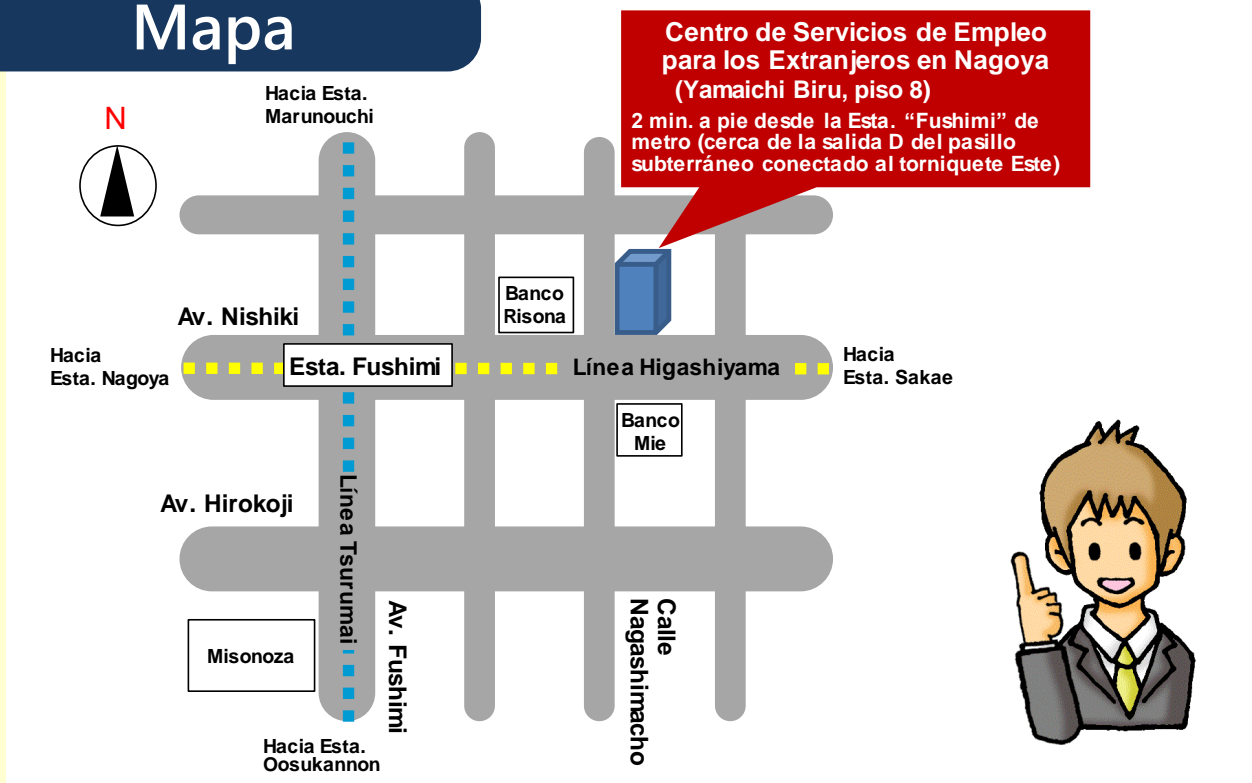 Mapa
Centro de Servicios de Empleo
para los Extranjeros en Nagoya
(Yamaichi Biru, piso 8)
2 min. a pie desde la Esta. “Fushimi” de
metro (cerca de la salida D del pasillo
subterráneo conectado al torniquete Este)
Hacia Esta.
Marunouchi
N
Banco
Risona
Av. Nishiki
Hacia
Esta. Nagoya
Esta. Fushimi
Línea Higashiyama
Hacia
Esta. Sakae
Banco
Mie
Av. Hirokoji
Línea Tsurumai
Misonoza
Av. Fushimi
Calle
Nagashimacho
Hacia Esta.
Oosukannon